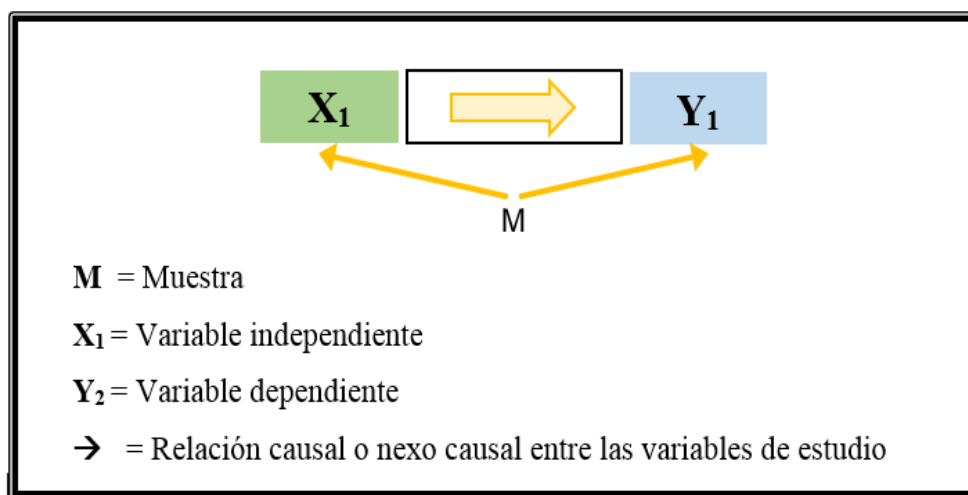 X₁ Y₁
M
M = Muestra
X₁ = Variable independiente
Y₂ = Variable dependiente
→ = Relación causal o nexo causal entre las variables de estudio